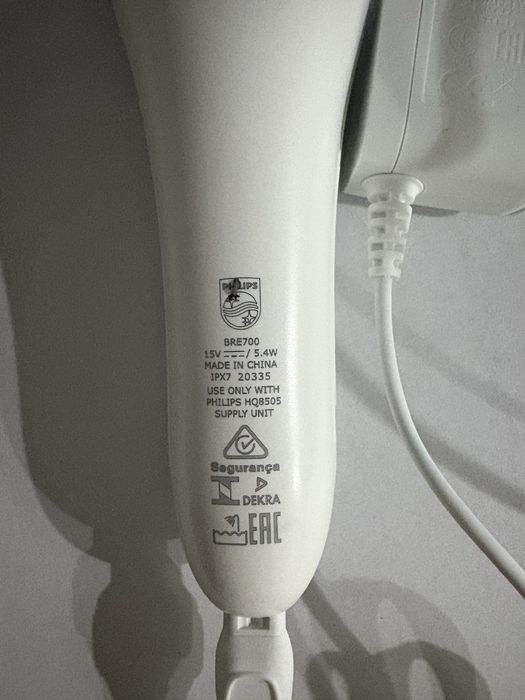 PHILIPS
BRE700
15V ⎓ / 5.4W
MADE IN CHINA
IPX7 20335
USE ONLY WITH
PHILIPS HQ8505
SUPPLY UNIT
Segurança
DEKRA
EAC